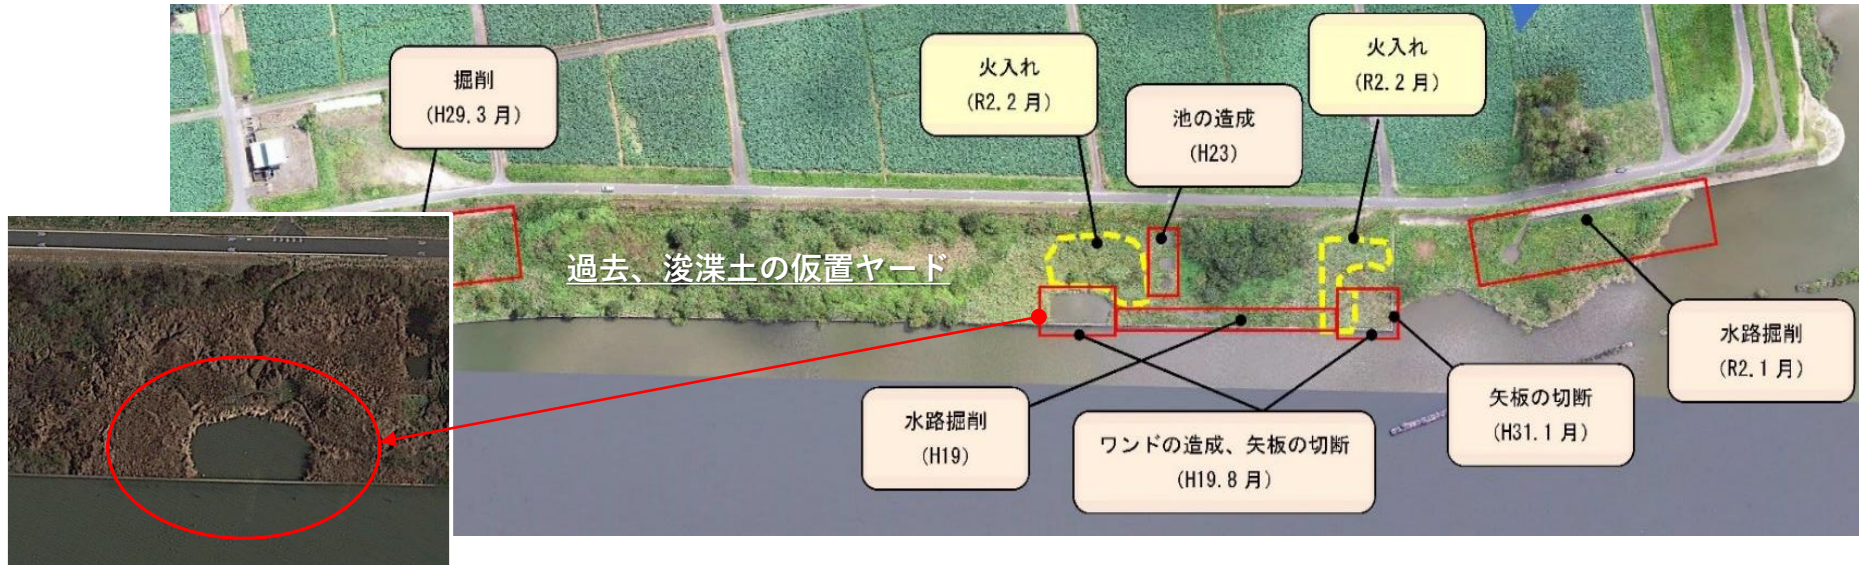 掘削
(H29.3月)
火入れ
(R2.2月)
池の造成
(H23)
火入れ
(R2.2月)
過去、浚渫土の仮置ヤード
水路掘削
(H19)
ワンドの造成、矢板の切断
(H19.8月)
矢板の切断
(H31.1月)
水路掘削
(R2.1月)